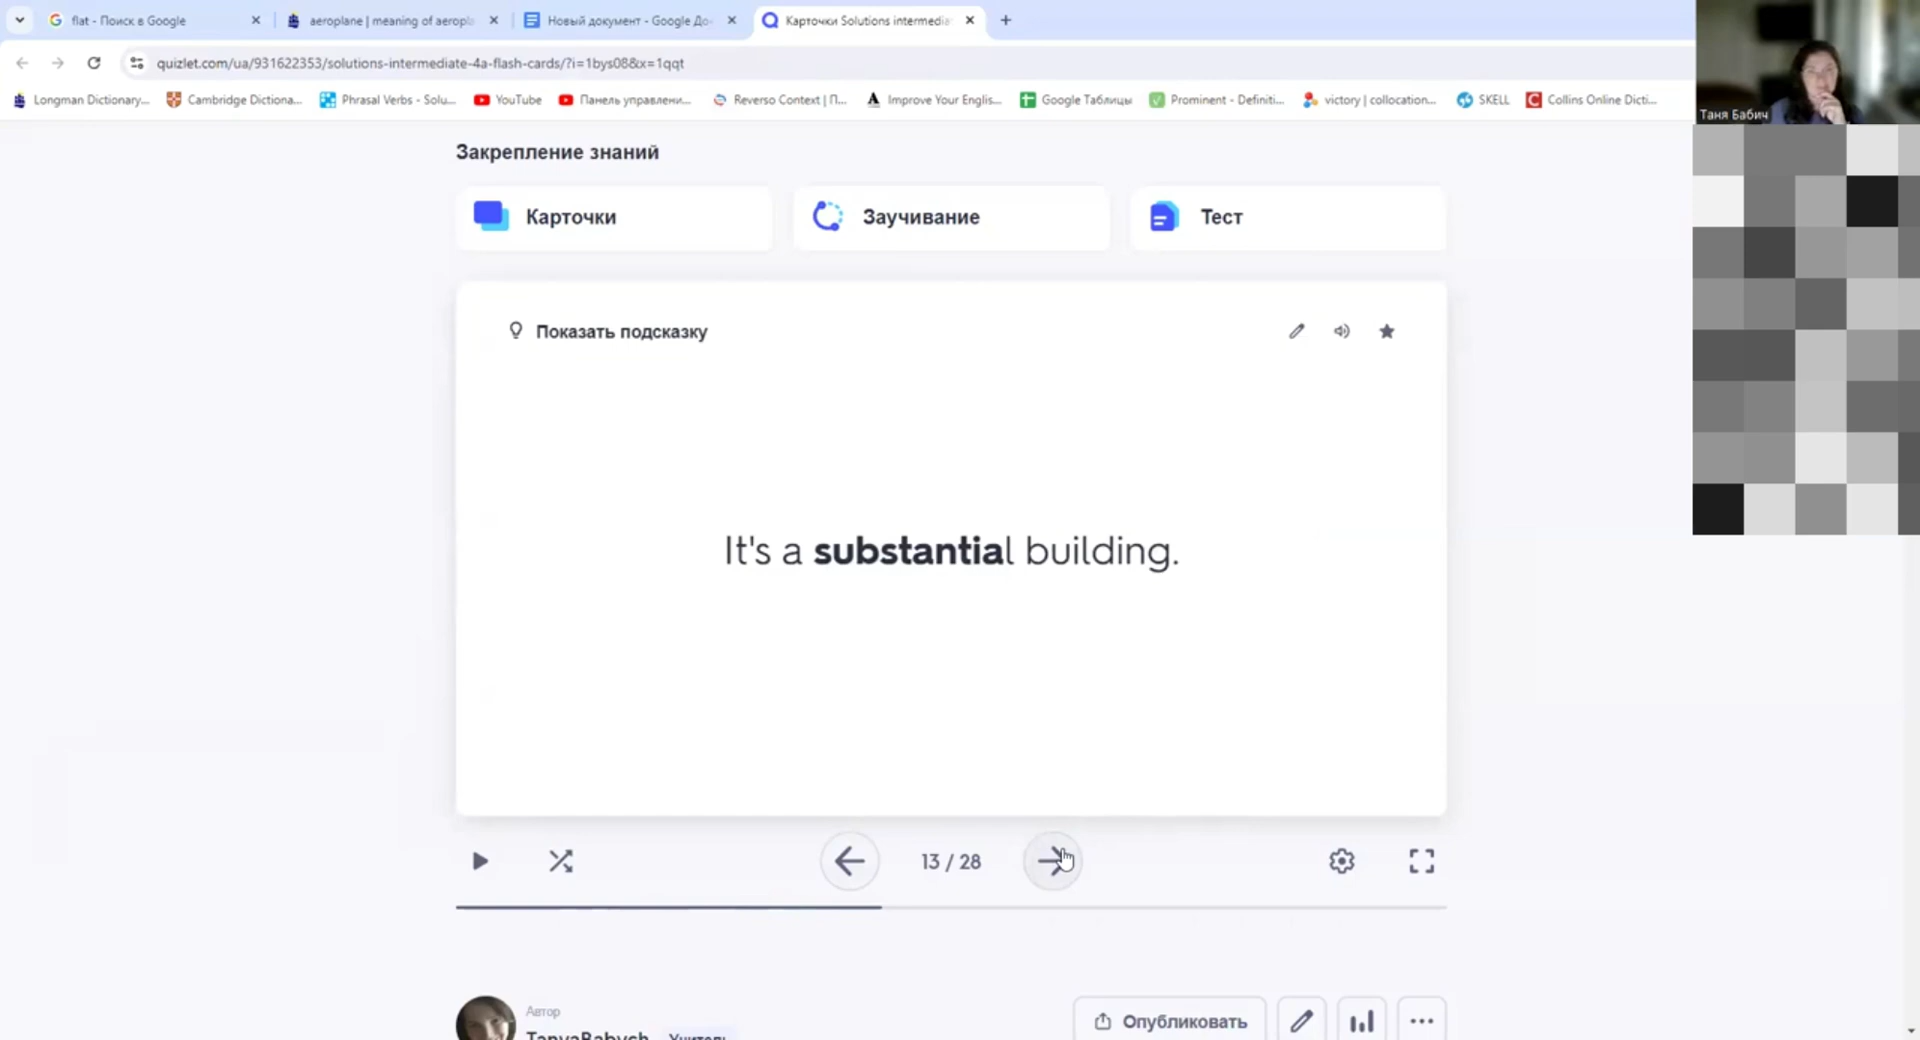 flat - Поиск в Google
aeroplane | meaning of aeropla
Новый документ - Google До
Карточки Solutions intermedia
quizlet.com/ua/931622353/solutions-intermediate-4a-flash-cards/?i=1bys08&x=1qqt
Longman Dictionary...
Cambridge Dictiona...
Phrasal Verbs - Solu...
YouTube
Панель управлени...
Reverso Context | П...
Improve Your Englis...
Google Таблицы
Prominent - Definiti...
victory | collocation...
SKELL
Collins Online Dicti...
Таня Бабич
Закрепление знаний
Карточки
Заучивание
Тест
Показать подсказку
It's a substantial building.
13 / 28
Автор
TanyaBabych
Учитель
Опубликовать